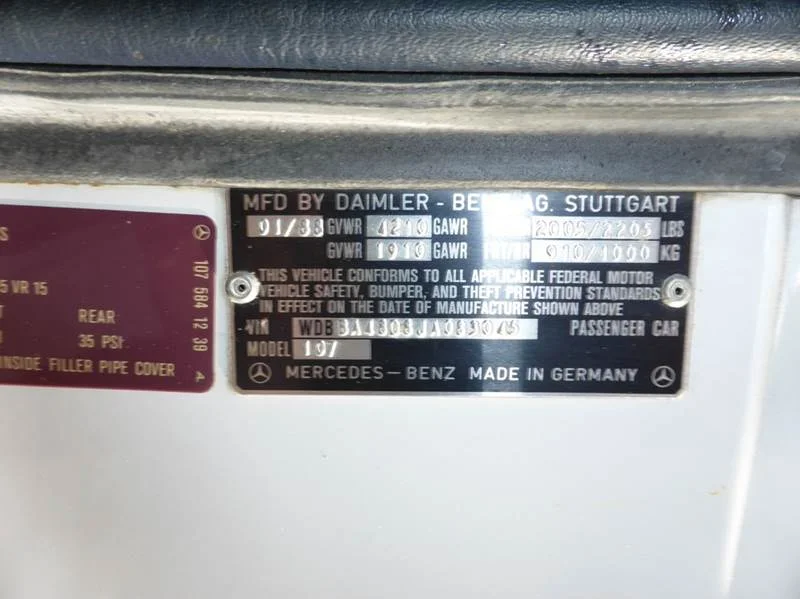 S
5 VR 15
T REAR
35 PSI
INSIDE FILLER PIPE COVER
107 584 12 39 A
MFD BY DAIMLER - BENZ AG. STUTTGART
01/88 GVWR 4210 GAWR 2005/2205 LBS
GVWR 1910 GAWR FRT/RR 910/1000 KG
THIS VEHICLE CONFORMS TO ALL APPLICABLE FEDERAL MOTOR
VEHICLE SAFETY, BUMPER, AND THEFT PREVENTION STANDARDS
IN EFFECT ON THE DATE OF MANUFACTURE SHOWN ABOVE
VIN PASSENGER CAR
MODEL 107
MERCEDES-BENZ MADE IN GERMANY